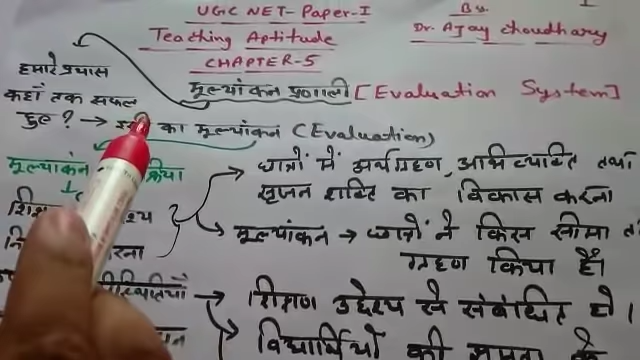 UGC NET- Paper-I
By
Teaching Aptitude
Dr. Ajay choudhary
CHAPTER-5
मूल्यांकन प्रणाली [Evaluation System]
हमारे प्रयास
कहाँ तक सफल
हुए? → का मूल्यांकन (Evaluation)
मूल्यांकन
छात्रों में अर्थग्रहण, अभिव्यक्ति तथा
सृजन शक्ति का विकास करना
मूल्यांकन → छात्रों ने किस सीमा
ग्रहण किया है।
शिक्षण उद्देश्य से संबंधित हो।
विद्यार्थियों की